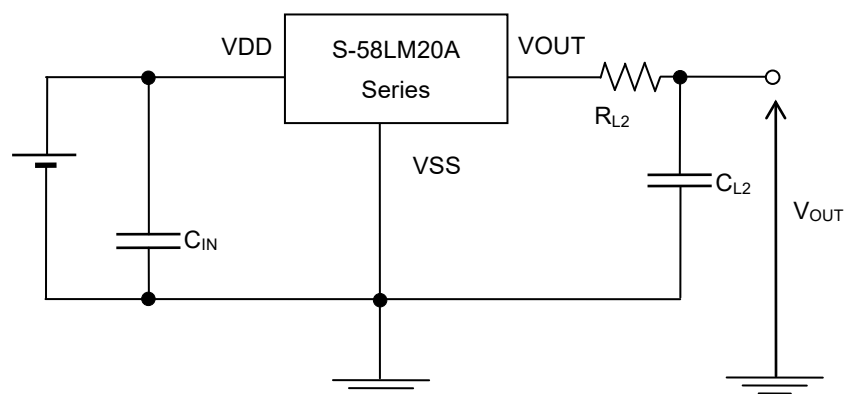 VDD
S-58LM20A
Series
VOUT
RL2
VSS
CL2
CIN
VOUT